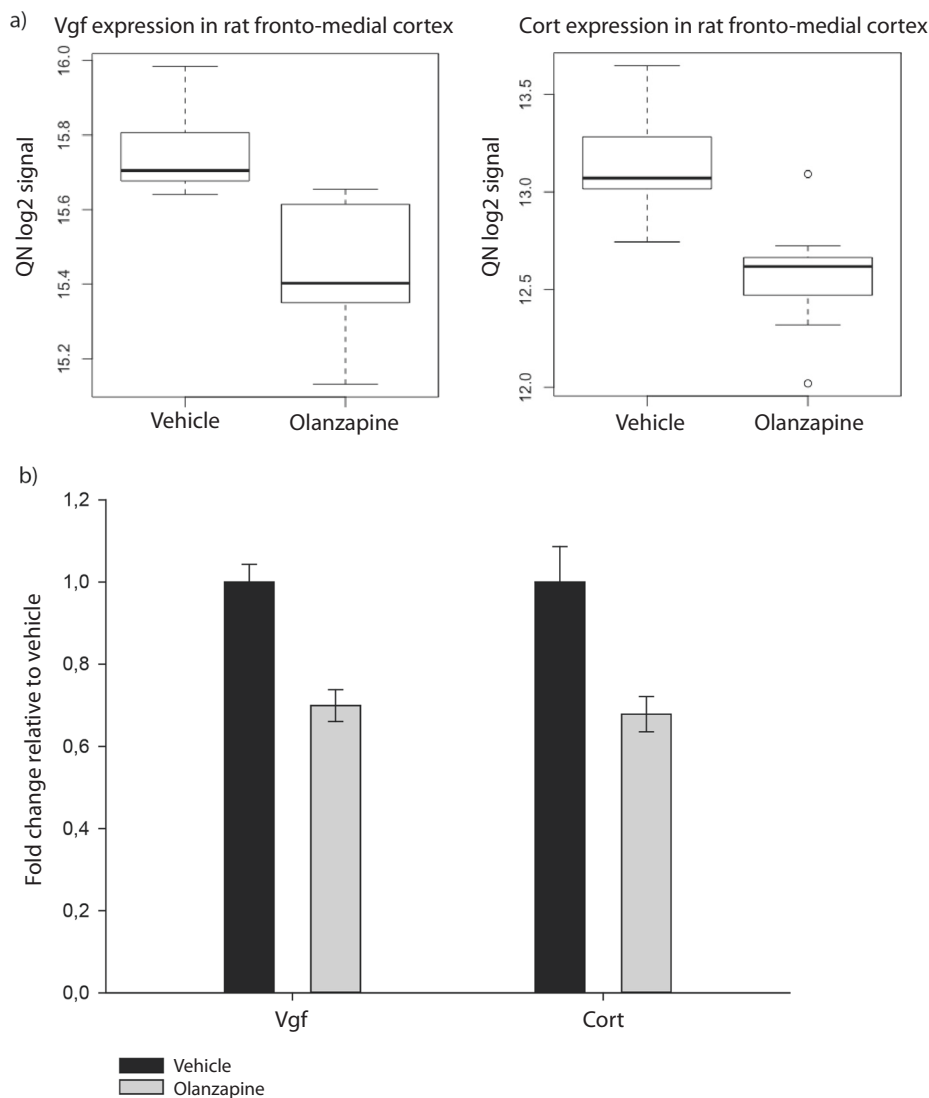 a)
Vgf expression in rat fronto-medial cortex
QN log2 signal
16.0
15.8
15.6
15.4
15.2
Vehicle
Olanzapine
Cort expression in rat fronto-medial cortex
QN log2 signal
13.5
13.0
12.5
12.0
Vehicle
Olanzapine
b)
Fold change relative to vehicle
1,2
1,0
0,8
0,6
0,4
0,2
0,0
Vgf
Cort
Vehicle
Olanzapine